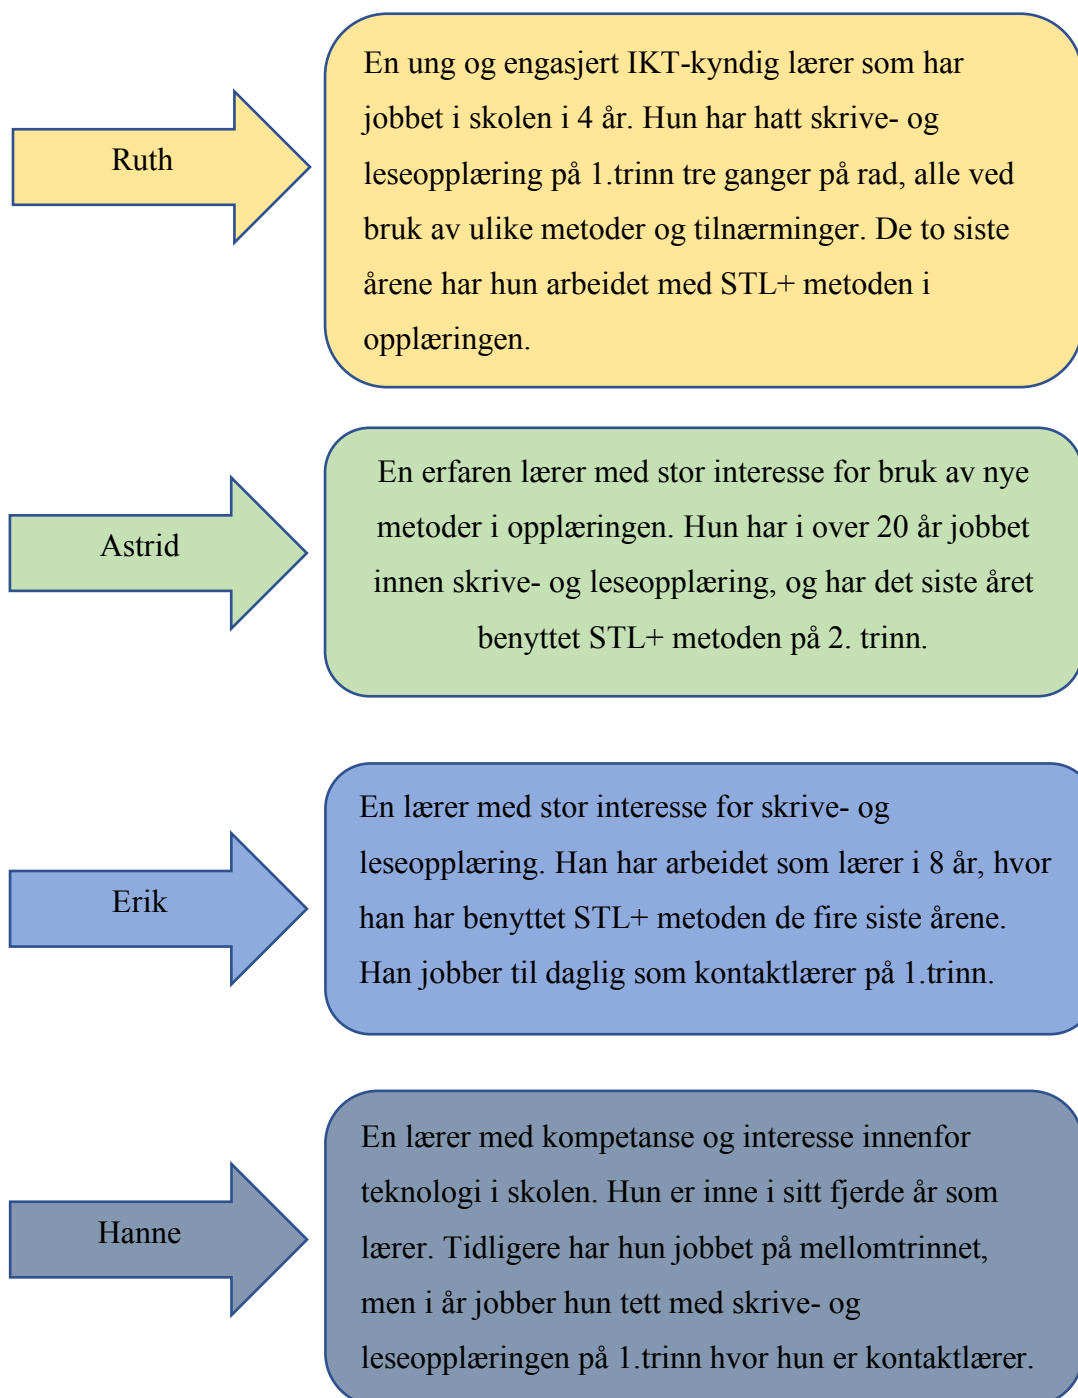 Ruth
En ung og engasjert IKT-kyndig lærer som har
jobbet i skolen i 4 år. Hun har hatt skrive- og
leseopplæring på 1.trinn tre ganger på rad, alle ved
bruk av ulike metoder og tilnærminger. De to siste
årene har hun arbeidet med STL+ metoden i
opplæringen.
Astrid
En erfaren lærer med stor interesse for bruk av nye
metoder i opplæringen. Hun har i over 20 år jobbet
innen skrive- og leseopplæring, og har det siste året
benyttet STL+ metoden på 2. trinn.
Erik
En lærer med stor interesse for skrive- og
leseopplæring. Han har arbeidet som lærer i 8 år, hvor
han har benyttet STL+ metoden de fire siste årene.
Han jobber til daglig som kontaktlærer på 1.trinn.
Hanne
En lærer med kompetanse og interesse innenfor
teknologi i skolen. Hun er inne i sitt fjerde år som
lærer. Tidligere har hun jobbet på mellomtrinnet,
men i år jobber hun tett med skrive- og
leseopplæringen på 1.trinn hvor hun er kontaktlærer.